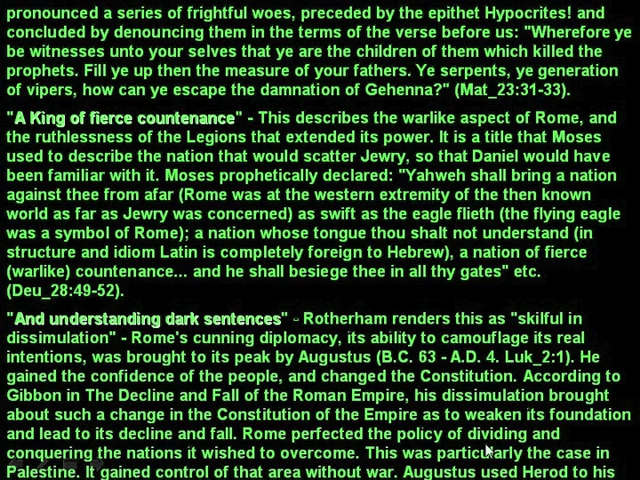 pronounced a series of frightful woes, preceded by the epithet Hypocrites! and
concluded by denouncing them in the terms of the verse before us: "Wherefore ye
be witnesses unto your selves that ye are the children of them which killed the
prophets. Fill ye up then the measure of your fathers. Ye serpents, ye generation
of vipers, how can ye escape the damnation of Gehenna?" (Mat_23:31-33).
"A King of fierce countenance" - This describes the warlike aspect of Rome, and
the ruthlessness of the Legions that extended its power. It is a title that Moses
used to describe the nation that would scatter Jewry, so that Daniel would have
been familiar with it. Moses prophetically declared: "Yahweh shall bring a nation
against thee from afar (Rome was at the western extremity of the then known
world as far as Jewry was concerned) as swift as the eagle flieth (the flying eagle
was a symbol of Rome); a nation whose tongue thou shalt not understand (in
structure and idiom Latin is completely foreign to Hebrew), a nation of fierce
(warlike) countenance... and he shall besiege thee in all thy gates" etc.
(Deu_28:49-52).
"And understanding dark sentences" - Rotherham renders this as "skilful in
dissimulation" - Rome's cunning diplomacy, its ability to camouflage its real
intentions, was brought to its peak by Augustus (B.C. 63 - A.D. 4. Luk_2:1). He
gained the confidence of the people, and changed the Constitution. According to
Gibbon in The Decline and Fall of the Roman Empire, his dissimulation brought
about such a change in the Constitution of the Empire as to weaken its foundation
and lead to its decline and fall. Rome perfected the policy of dividing and
conquering the nations it wished to overcome. This was particularly the case in
Palestine. It gained control of that area without war. Augustus used Herod to his